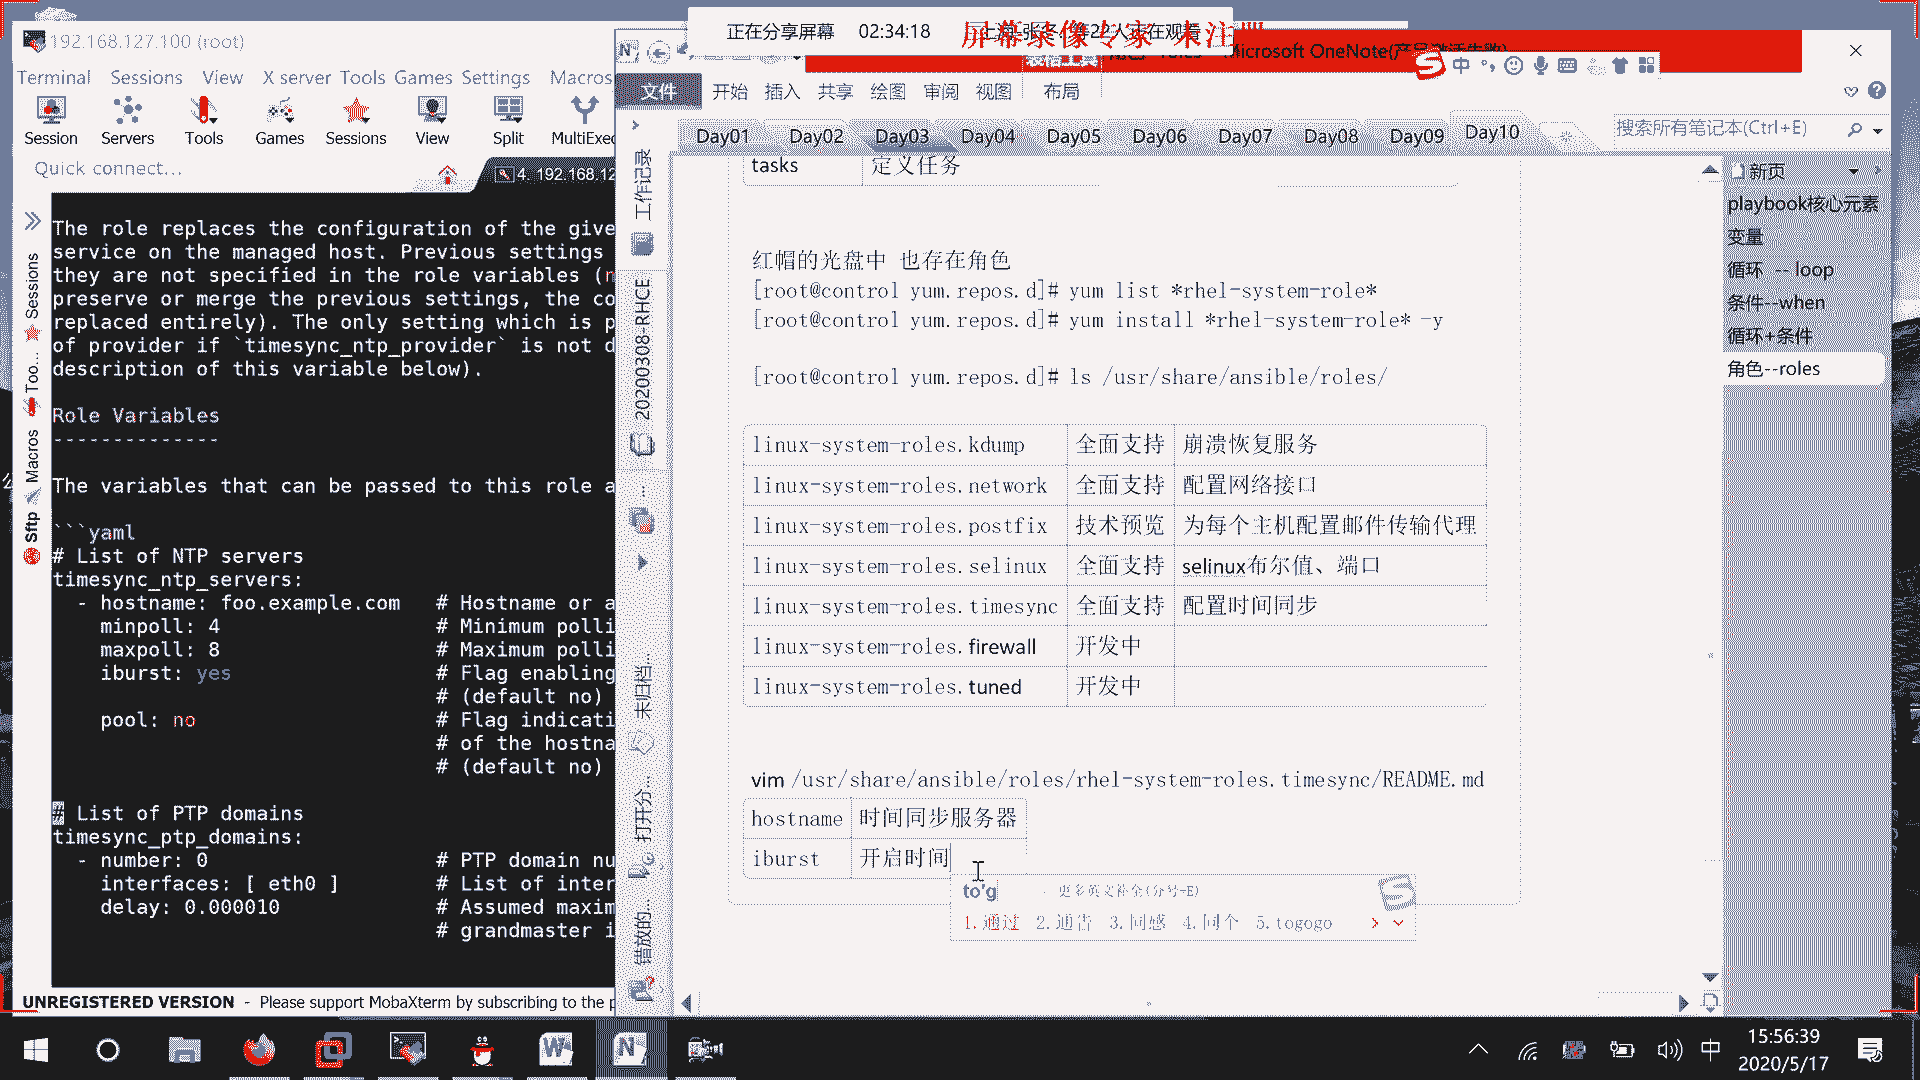 正在分享屏幕 02:34:18 张冬 等22人正在观看
屏幕录像专家 未注册
192.168.127.100 (root)
Microsoft OneNote(产品激活失败)
表格工具
Terminal Sessions View X server Tools Games Settings Macros
文件 开始 插入 共享 绘图 审阅 视图 布局
中
Session Servers Tools Games Sessions View Split MultiExec
Day01 Day02 Day03 Day04 Day05 Day06 Day07 Day08 Day09 Day10
搜索所有笔记本(Ctrl+E)
Quick connect...
4. 192.168.12
The role replaces the configuration of the give
service on the managed host. Previous settings
they are not specified in the role variables (
preserve or merge the previous settings, the co
replaced entirely). The only setting which is p
of provider if `timesync_ntp_provider` is not d
description of this variable below).
Role Variables
--------------
The variables that can be passed to this role a
```yaml
# List of NTP servers
timesync_ntp_servers:
- hostname: foo.example.com # Hostname or a
minpoll: 4 # Minimum polli
maxpoll: 8 # Maximum polli
iburst: yes # Flag enabling
# (default no)
pool: no # Flag indicati
# of the hostna
# (default no)
# List of PTP domains
timesync_ptp_domains:
- number: 0 # PTP domain nu
interfaces: [ eth0 ] # List of inter
delay: 0.000010 # Assumed maxim
# grandmaster i
UNREGISTERED VERSION - Please support MobaXterm by subscribing to the p
Sessions
Too...
Macros
Sftp
工作记录
20200308-RHCE
...
未归档...
打开分...
错放的...
tasks 定义任务
红帽的光盘中 也存在角色
[root@control yum.repos.d]# yum list *rhel-system-role*
[root@control yum.repos.d]# yum install *rhel-system-role* -y
[root@control yum.repos.d]# ls /usr/share/ansible/roles/
linux-system-roles.kdump 全面支持 崩溃恢复服务
linux-system-roles.network 全面支持 配置网络接口
linux-system-roles.postfix 技术预览 为每个主机配置邮件传输代理
linux-system-roles.selinux 全面支持 selinux布尔值、端口
linux-system-roles.timesync 全面支持 配置时间同步
linux-system-roles.firewall 开发中
linux-system-roles.tuned 开发中
vim /usr/share/ansible/roles/rhel-system-roles.timesync/README.md
hostname 时间同步服务器
iburst 开启时间
to'g 更多英文补全(分号+E)
1.通过 2.通告 3.同感 4.同个 5.togogo
新页
playbook核心元素
变量
循环 -- loop
条件--when
循环+条件
角色--roles
中
15:56:39
2020/5/17